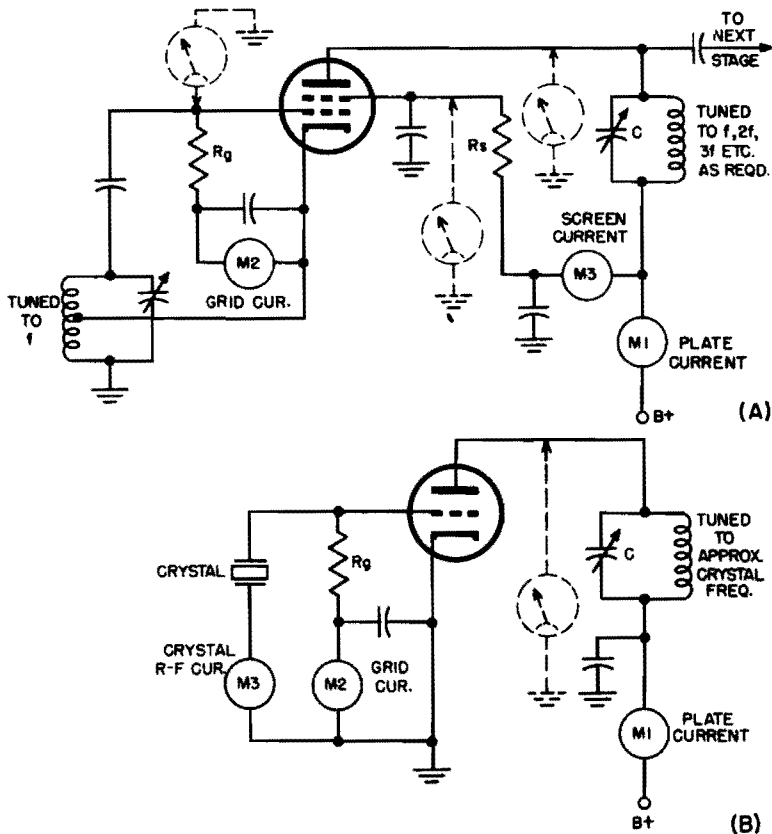 TO
NEXT
STAGE
TUNED
TO f, 2f,
3f ETC.
AS REQD.
C
Rg
Rs
SCREEN
CURRENT
M2
GRID CUR.
M3
TUNED
TO
f
M1
PLATE
CURRENT
B+
(A)
TUNED
TO
APPROX.
CRYSTAL
FREQ.
C
Rg
CRYSTAL
CRYSTAL
R-F CUR.
M3
M2
GRID
CUR.
M1
PLATE
CURRENT
B+
(B)